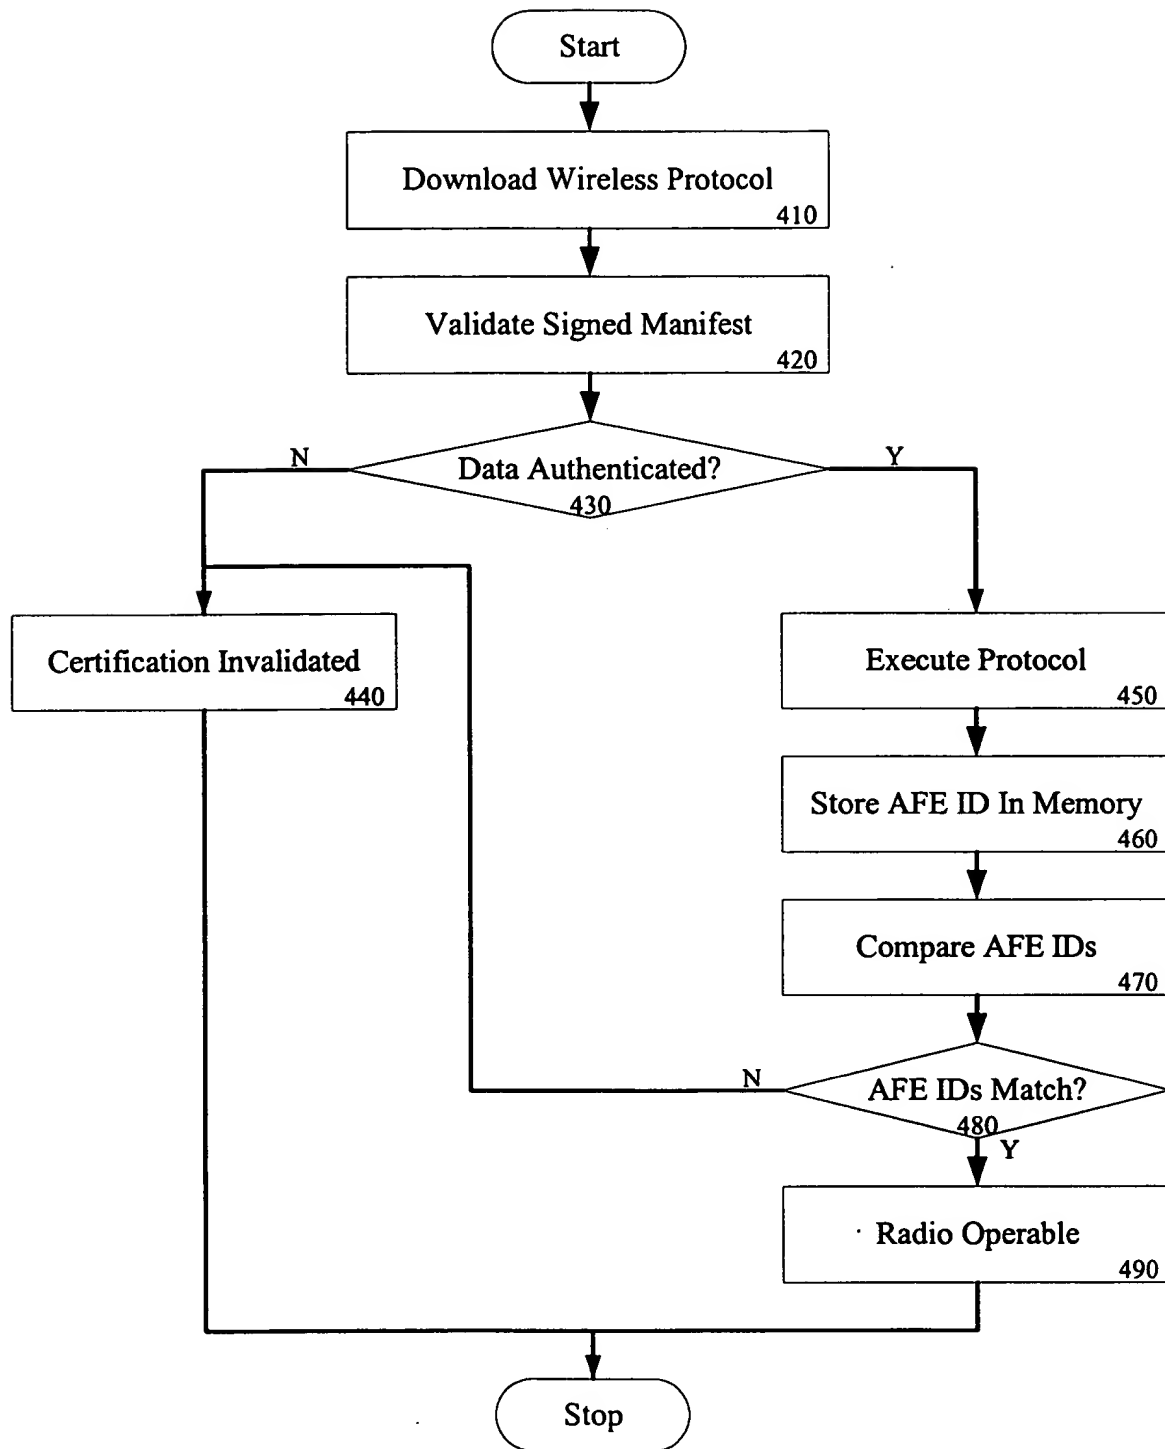 Start
Download Wireless Protocol
410
Validate Signed Manifest
420
N
Y
Data Authenticated?
430
Certification Invalidated
440
Execute Protocol
450
Store AFE ID In Memory
460
Compare AFE IDs
470
N
AFE IDs Match?
480
Y
Radio Operable
490
Stop